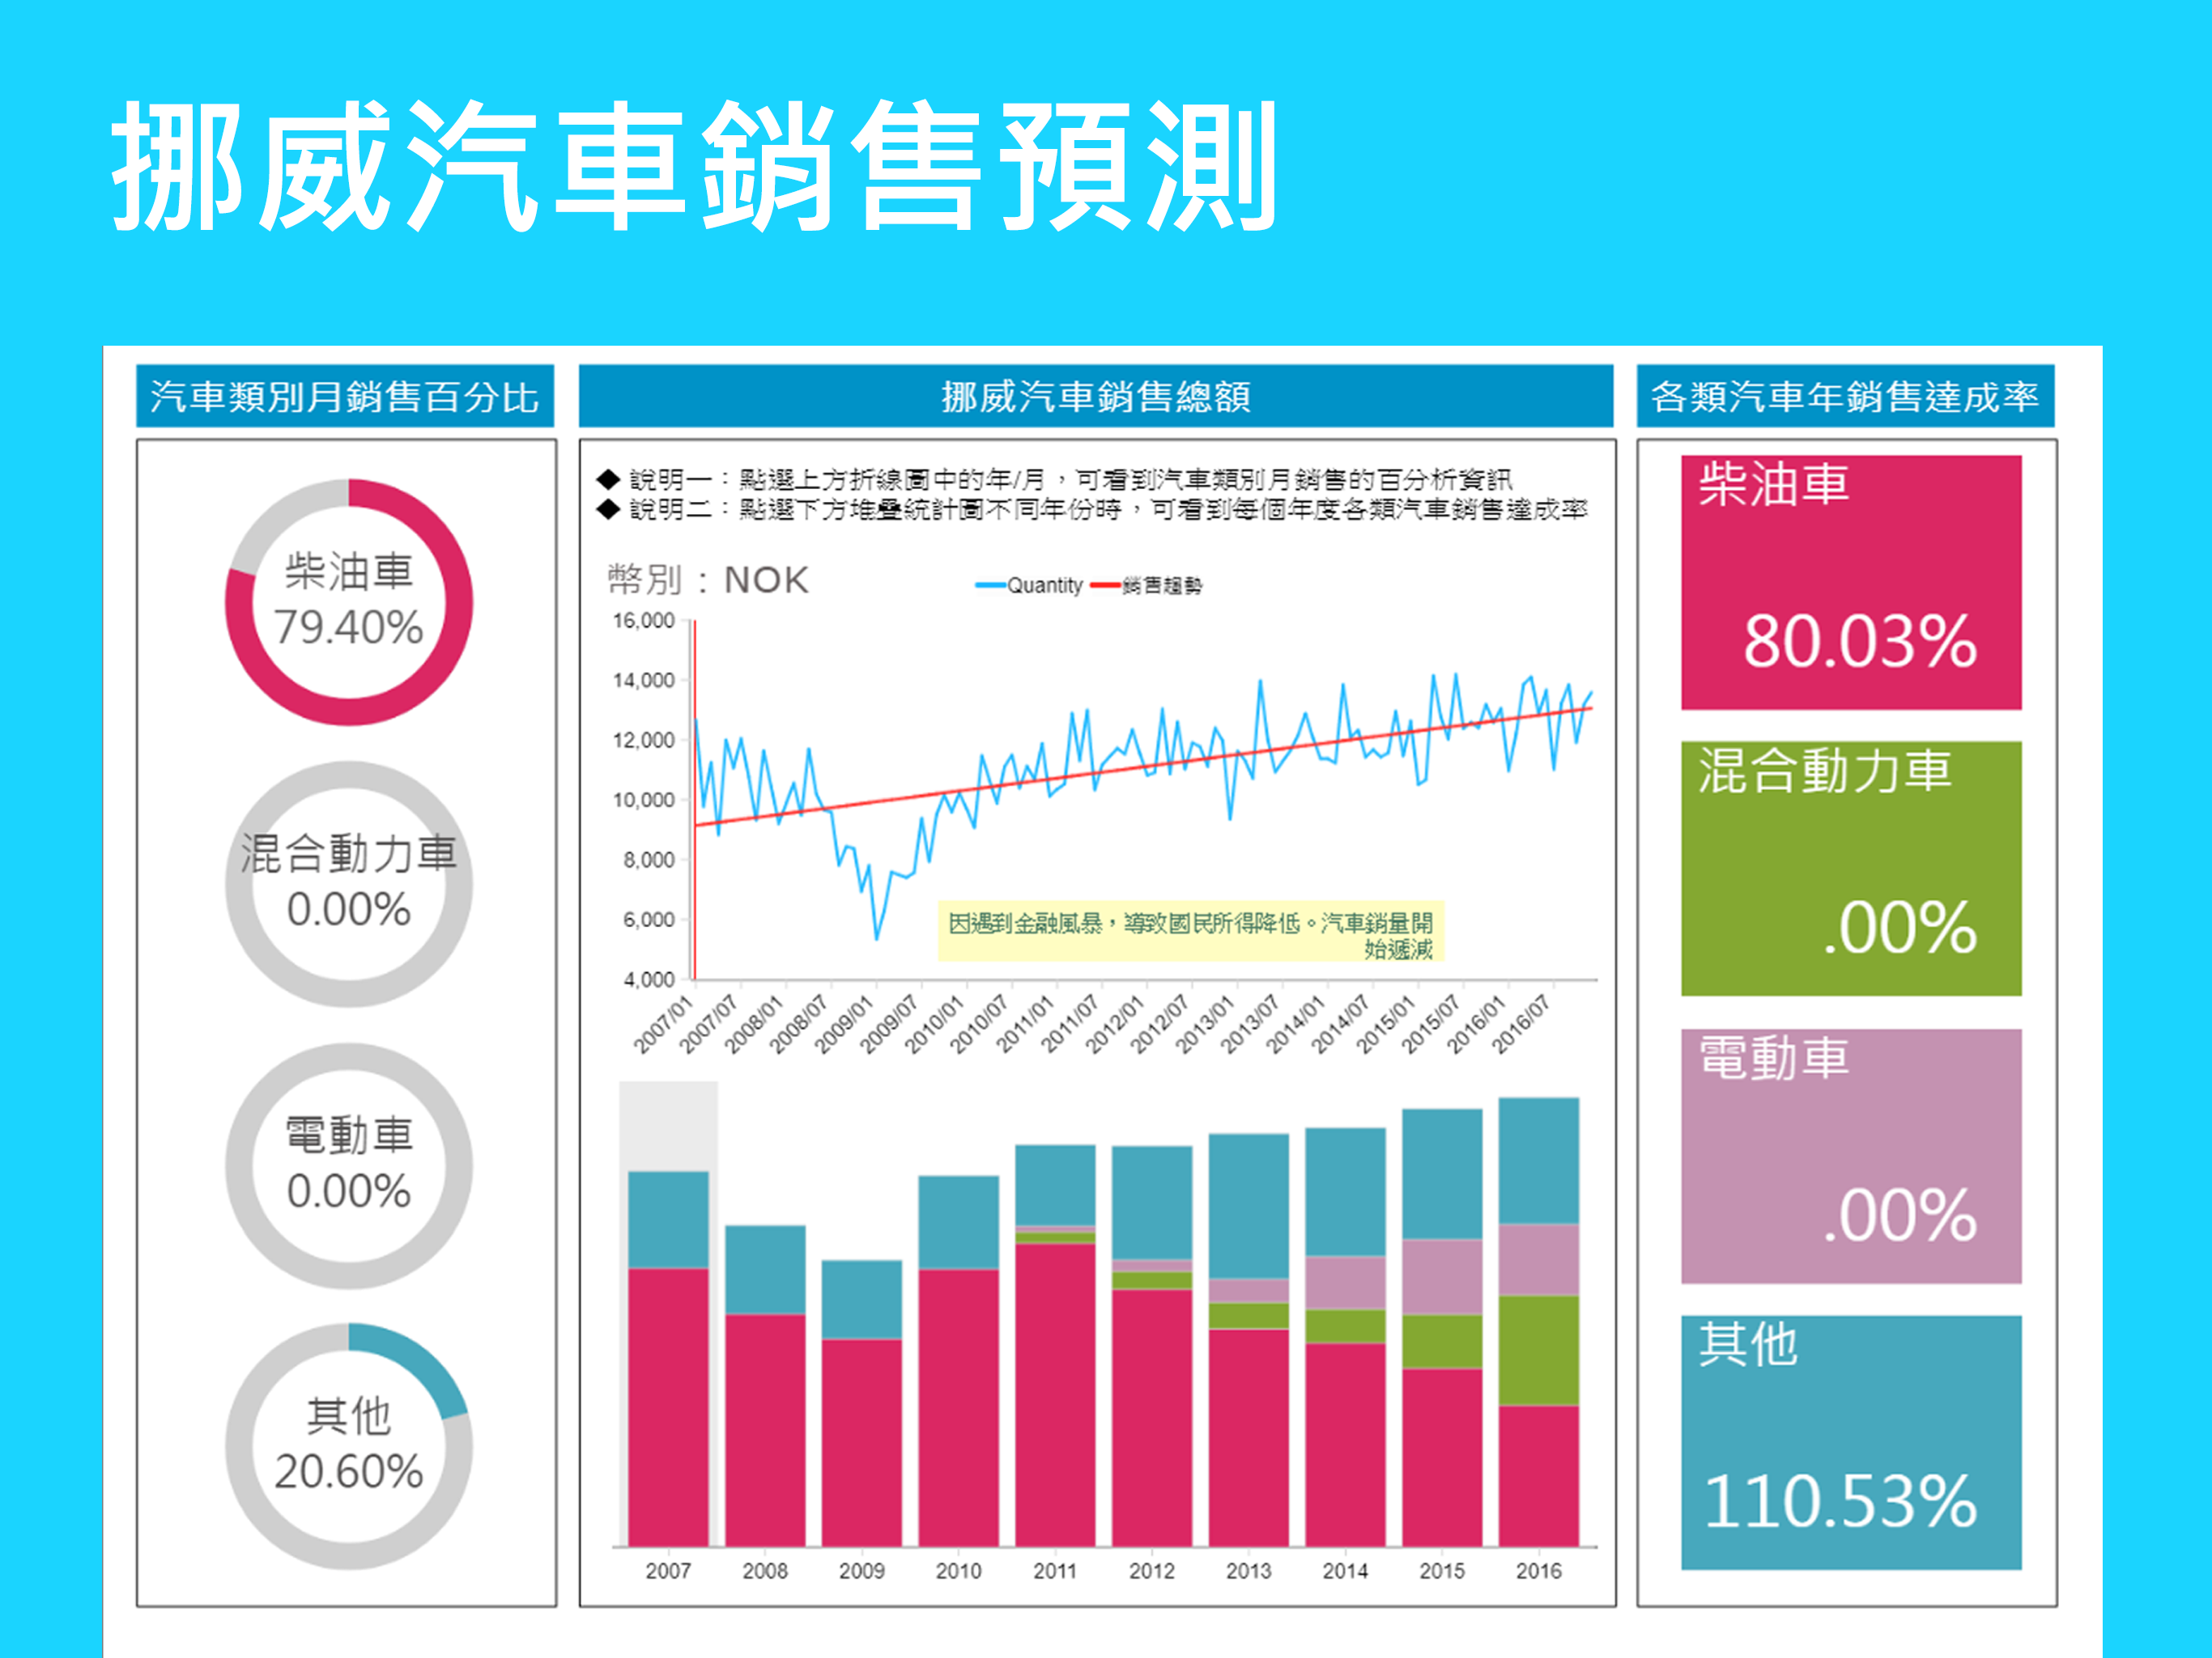 挪威汽車銷售預測
汽車類別月銷售百分比
柴油車
79.40%
混合動力車
0.00%
電動車
0.00%
其他
20.60%
挪威汽車銷售總額
◆ 說明一：點選上方折線圖中的年/月，可看到汽車類別月銷售的百分析資訊
◆ 說明二：點選下方堆疊統計圖不同年份時，可看到每個年度各類汽車銷售達成率
幣別：NOK
Quantity 銷售趨勢
16,000
14,000
12,000
10,000
8,000
6,000
4,000
因遇到金融風暴，導致國民所得降低。汽車銷量開
始遞減
2007/01 2007/07 2008/01 2008/07 2009/01 2009/07 2010/01 2010/07 2011/01 2011/07 2012/01 2012/07 2013/01 2013/07 2014/01 2014/07 2015/01 2015/07 2016/01 2016/07
2007 2008 2009 2010 2011 2012 2013 2014 2015 2016
各類汽車年銷售達成率
柴油車
80.03%
混合動力車
.00%
電動車
.00%
其他
110.53%